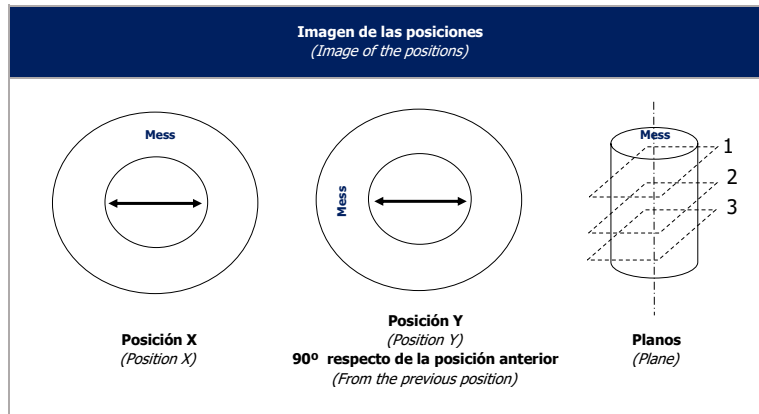 Imagen de las posiciones
(Image of the positions)
Mess
Posición X
(Position X)
Mess
Posición Y
(Position Y)
90º respecto de la posición anterior
(From the previous position)
Mess
1
2
3
Planos
(Plane)